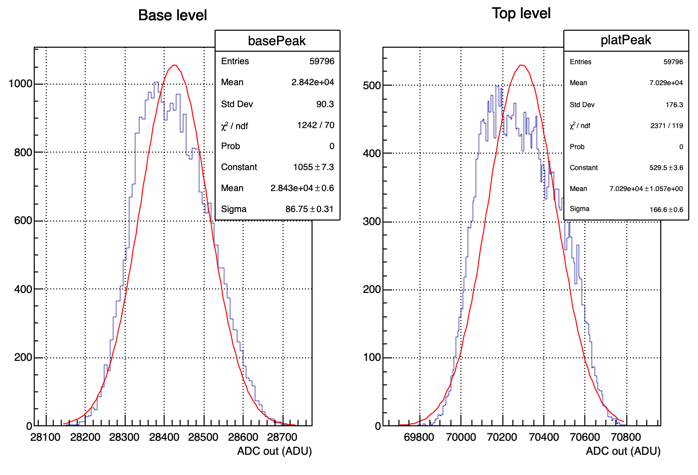 Base level
basePeak
Entries 59796
Mean 2.842e+04
Std Dev 90.3
χ² / ndf 1242 / 70
Prob 0
Constant 1055 ± 7.3
Mean 2.843e+04 ± 0.6
Sigma 86.75 ± 0.31
1000
800
600
400
200
0
28100 28200 28300 28400 28500 28600 28700
ADC out (ADU)
Top level
platPeak
Entries 59796
Mean 7.029e+04
Std Dev 176.3
χ² / ndf 2371 / 119
Prob 0
Constant 529.5 ± 3.6
Mean 7.029e+04 ± 1.057e+00
Sigma 166.6 ± 0.6
500
400
300
200
100
0
69800 70000 70200 70400 70600 70800
ADC out (ADU)